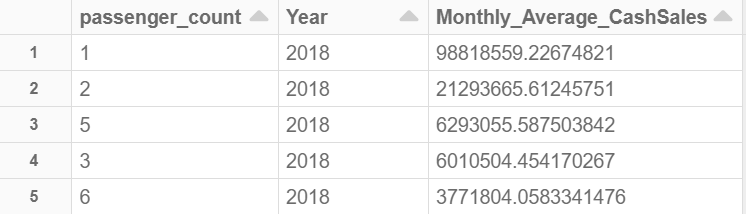 passenger_count Year Monthly_Average_CashSales
1 1 2018 98818559.22674821
2 2 2018 21293665.61245751
3 5 2018 6293055.587503842
4 3 2018 6010504.454170267
5 6 2018 3771804.0583341476